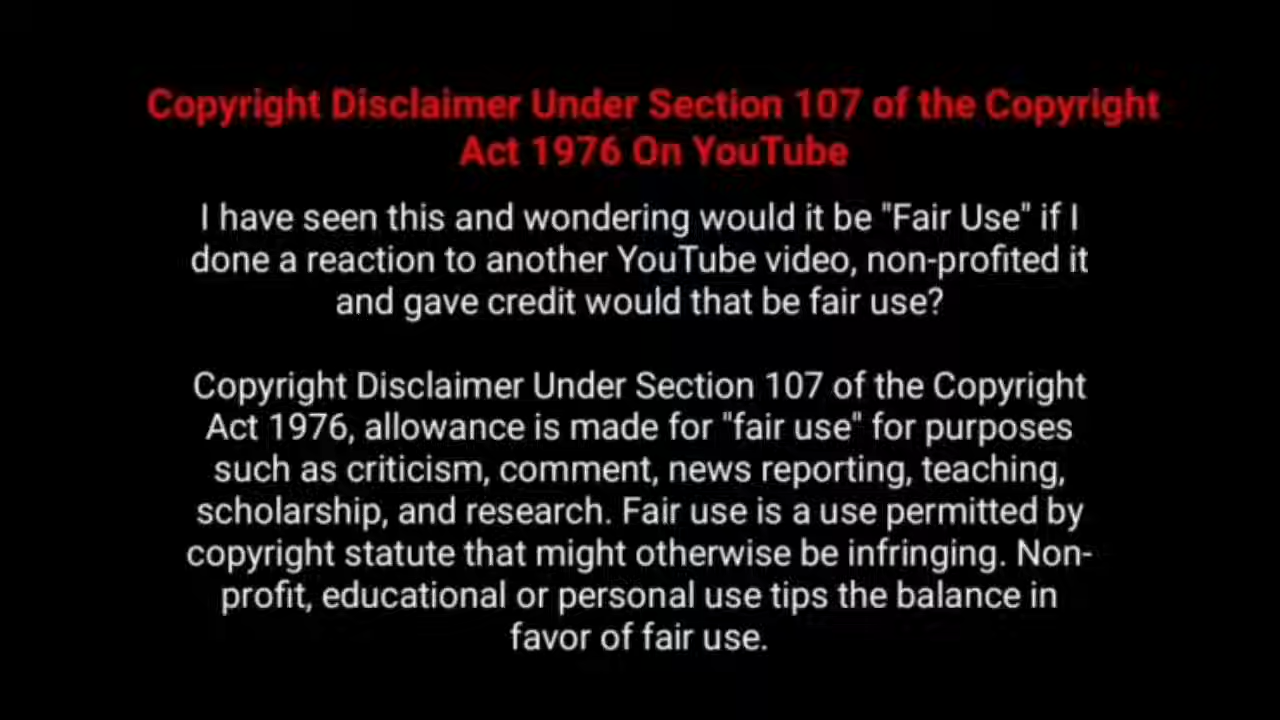 Copyright Disclaimer Under Section 107 of the Copyright
Act 1976 On YouTube
I have seen this and wondering would it be "Fair Use" if I
done a reaction to another YouTube video, non-profited it
and gave credit would that be fair use?
Copyright Disclaimer Under Section 107 of the Copyright
Act 1976, allowance is made for "fair use" for purposes
such as criticism, comment, news reporting, teaching,
scholarship, and research. Fair use is a use permitted by
copyright statute that might otherwise be infringing. Non-
profit, educational or personal use tips the balance in
favor of fair use.